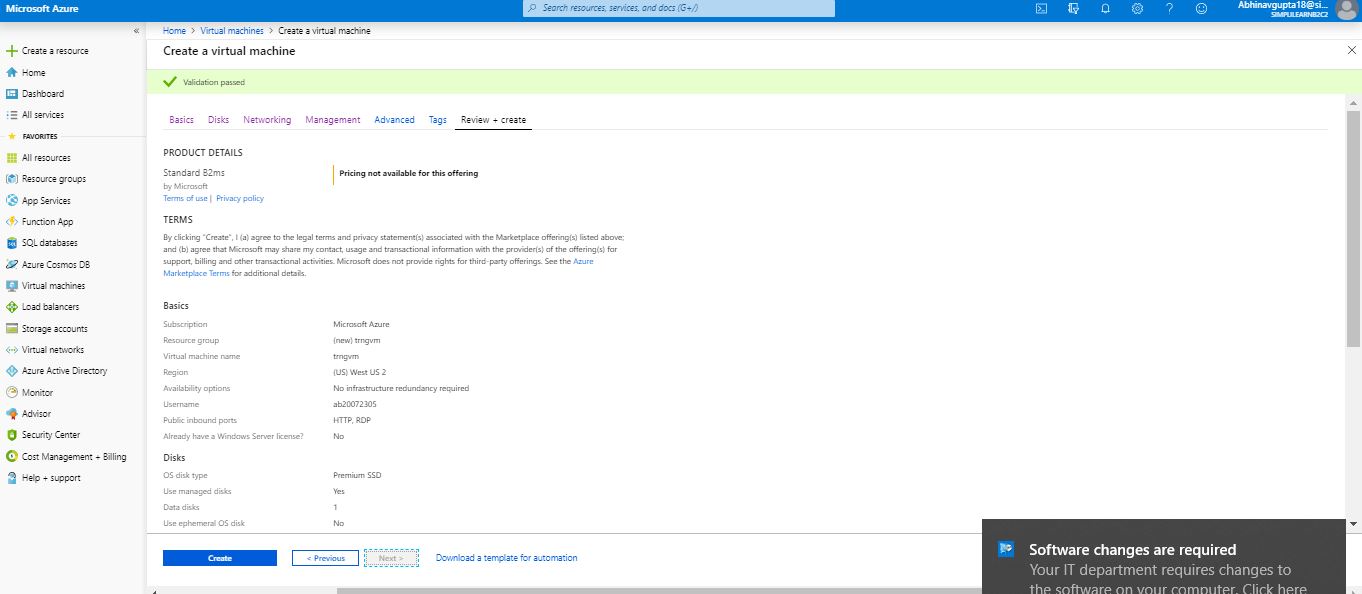 Microsoft Azure
Search resources, services, and docs (G+/)
Abhinavgupta18@si...
SIMPLILEARNB2C2
«
Home > Virtual machines > Create a virtual machine
Create a virtual machine
Validation passed
Create a resource
Home
Dashboard
All services
FAVORITES
All resources
Resource groups
App Services
Function App
SQL databases
Azure Cosmos DB
Virtual machines
Load balancers
Storage accounts
Virtual networks
Azure Active Directory
Monitor
Advisor
Security Center
Cost Management + Billing
Help + support
Basics Disks Networking Management Advanced Tags Review + create
PRODUCT DETAILS
Standard B2ms
by Microsoft
Terms of use | Privacy policy
Pricing not available for this offering
TERMS
By clicking "Create", I (a) agree to the legal terms and privacy statement(s) associated with the Marketplace offering(s) listed above;
and (b) agree that Microsoft may share my contact, usage and transactional information with the provider(s) of the offering(s) for
support, billing and other transactional activities. Microsoft does not provide rights for third-party offerings. See the Azure
Marketplace Terms for additional details.
Basics
Subscription Microsoft Azure
Resource group (new) trngvm
Virtual machine name trngvm
Region (US) West US 2
Availability options No infrastructure redundancy required
Username ab20072305
Public inbound ports HTTP, RDP
Already have a Windows Server license? No
Disks
OS disk type Premium SSD
Use managed disks Yes
Data disks 1
Use ephemeral OS disk No
Create < Previous Next > Download a template for automation
Software changes are required
Your IT department requires changes to
the software on your computer. Click here